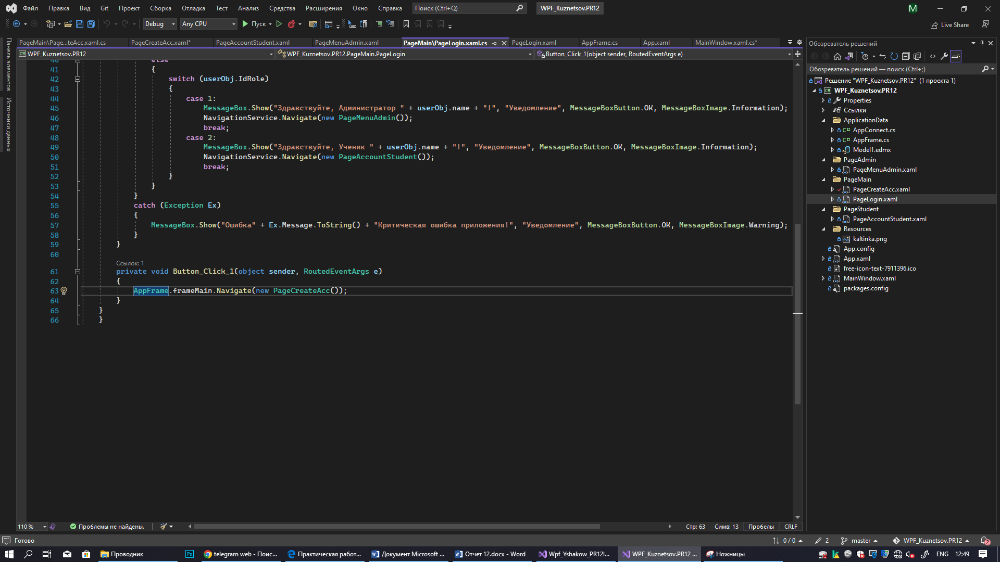 Файл Правка Вид Git Проект Сборка Отладка Тест Анализ Средства Расширения Окно Справка Поиск (Ctrl+Q) WPF_Kuznetsov.PR12 M
Debug Any CPU Пуск Live Share
Панель элементов
Источники данных
PageMain\Page...teAcc.xaml.cs PageCreateAcc.xaml* PageAccountStudent.xaml PageMenuAdmin.xaml PageMain\PageLogin.xaml.cs PageLogin.xaml AppFrame.cs App.xaml MainWindow.xaml.cs*
C# WPF_Kuznetsov.PR12 WPF_Kuznetsov.PR12.PageMain.PageLogin Button_Click_1(object sender, RoutedEventArgs e)
40 else
41 {
42 switch (userObj.IdRole)
43 {
44 case 1:
45 MessageBox.Show("Здравствуйте, Администратор " + userObj.name + "!", "Уведомление", MessageBoxButton.OK, MessageBoxImage.Information);
46 NavigationService.Navigate(new PageMenuAdmin());
47 break;
48 case 2:
49 MessageBox.Show("Здравствуйте, Ученик " + userObj.name + "!", "Уведомление", MessageBoxButton.OK, MessageBoxImage.Information);
50 NavigationService.Navigate(new PageAccountStudent());
51 break;
52 }
53 }
54 }
55 catch (Exception Ex)
56 {
57 MessageBox.Show("Ошибка" + Ex.Message.ToString() + "Критическая ошибка приложения!", "Уведомление", MessageBoxButton.OK, MessageBoxImage.Warning);
58 }
59 }
60
Ссылок: 1
61 private void Button_Click_1(object sender, RoutedEventArgs e)
62 {
63 AppFrame.frameMain.Navigate(new PageCreateAcc());
64 }
65 }
66 }
110 % Проблемы не найдены. Стр: 63 Симв: 13 Пробелы CRLF
Обозреватель решений
Обозреватель решений — поиск (Ctrl+;)
Решение "WPF_Kuznetsov.PR12" (1 проекта 1)
C# WPF_Kuznetsov.PR12
Properties
Ссылки
ApplicationData
C# AppConnect.cs
C# AppFrame.cs
Model1.edmx
PageAdmin
PageMenuAdmin.xaml
PageMain
PageCreateAcc.xaml
PageLogin.xaml
PageStudent
PageAccountStudent.xaml
Resources
kaltinka.png
App.config
App.xaml
free-icon-text-7911396.ico
MainWindow.xaml
packages.config
Готово 0 / 0 2 master WPF_Kuznetsov.PR12 2
Проводник Ps telegram web - Поис... Практическая работ... Документ Microsoft ... Отчет 12.docx - Word Wpf_Yshakow_PR12I... WPF_Kuznetsov.PR12 ... Ножницы ENG 12:49